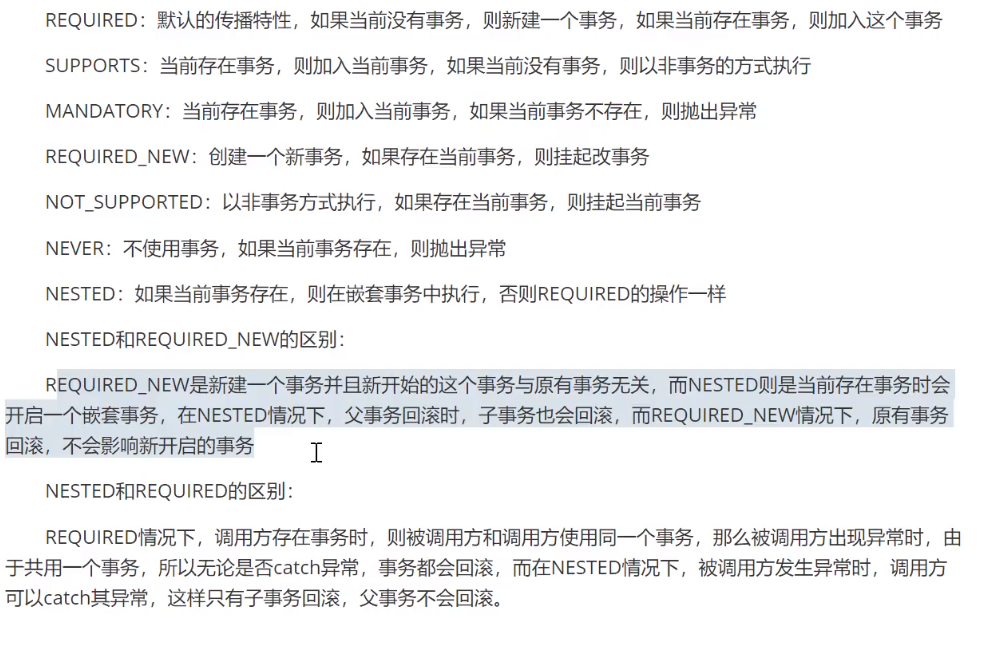 REQUIRED：默认的传播特性，如果当前没有事务，则新建一个事务，如果当前存在事务，则加入这个事务
SUPPORTS：当前存在事务，则加入当前事务，如果当前没有事务，则以非事务的方式执行
MANDATORY：当前存在事务，则加入当前事务，如果当前事务不存在，则抛出异常
REQUIRED_NEW：创建一个新事务，如果存在当前事务，则挂起改事务
NOT_SUPPORTED：以非事务方式执行，如果存在当前事务，则挂起当前事务
NEVER：不使用事务，如果当前事务存在，则抛出异常
NESTED：如果当前事务存在，则在嵌套事务中执行，否则REQUIRED的操作一样
NESTED和REQUIRED_NEW的区别：
REQUIRED_NEW是新建一个事务并且新开始的这个事务与原有事务无关，而NESTED则是当前存在事务时会
开启一个嵌套事务，在NESTED情况下，父事务回滚时，子事务也会回滚，而REQUIRED_NEW情况下，原有事务
回滚，不会影响新开启的事务
NESTED和REQUIRED的区别：
REQUIRED情况下，调用方存在事务时，则被调用方和调用方使用同一个事务，那么被调用方出现异常时，由
于共用一个事务，所以无论是否catch异常，事务都会回滚，而在NESTED情况下，被调用方发生异常时，调用方
可以catch其异常，这样只有子事务回滚，父事务不会回滚。